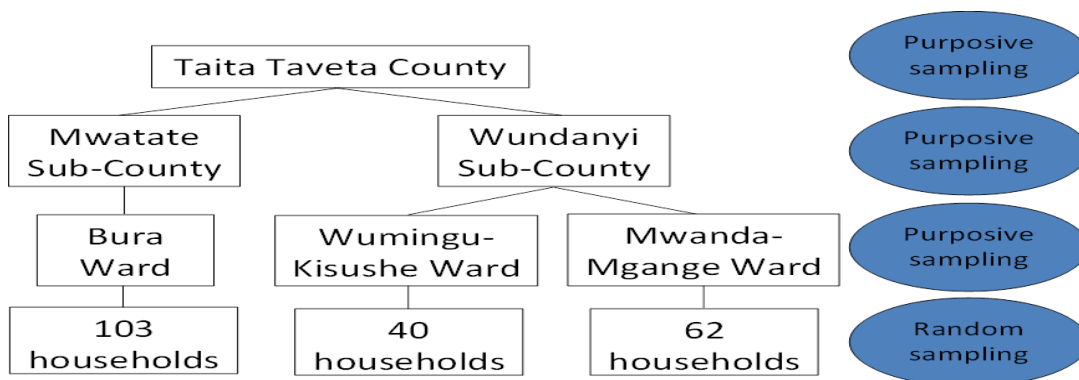 Taita Taveta County
Purposive
sampling
Mwatate
Sub-County
Wundanyi
Sub-County
Purposive
sampling
Bura
Ward
Wumingu-
Kisushe Ward
Mwanda-
Mgange Ward
Purposive
sampling
103
households
40
households
62
households
Random
sampling